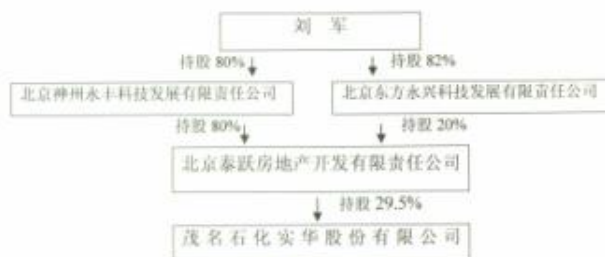 刘 军
持股 80% 持股 82%
北京神州永丰科技发展有限责任公司 北京东方永兴科技发展有限责任公司
持股 80% 持股 20%
北京泰跃房地产开发有限责任公司
持股 29.5%
茂名石化实华股份有限公司